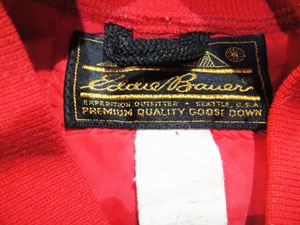 Eddie Bauer
EXPEDITION OUTFITTER · SEATTLE, U.S.A.
PREMIUM QUALITY GOOSE DOWN